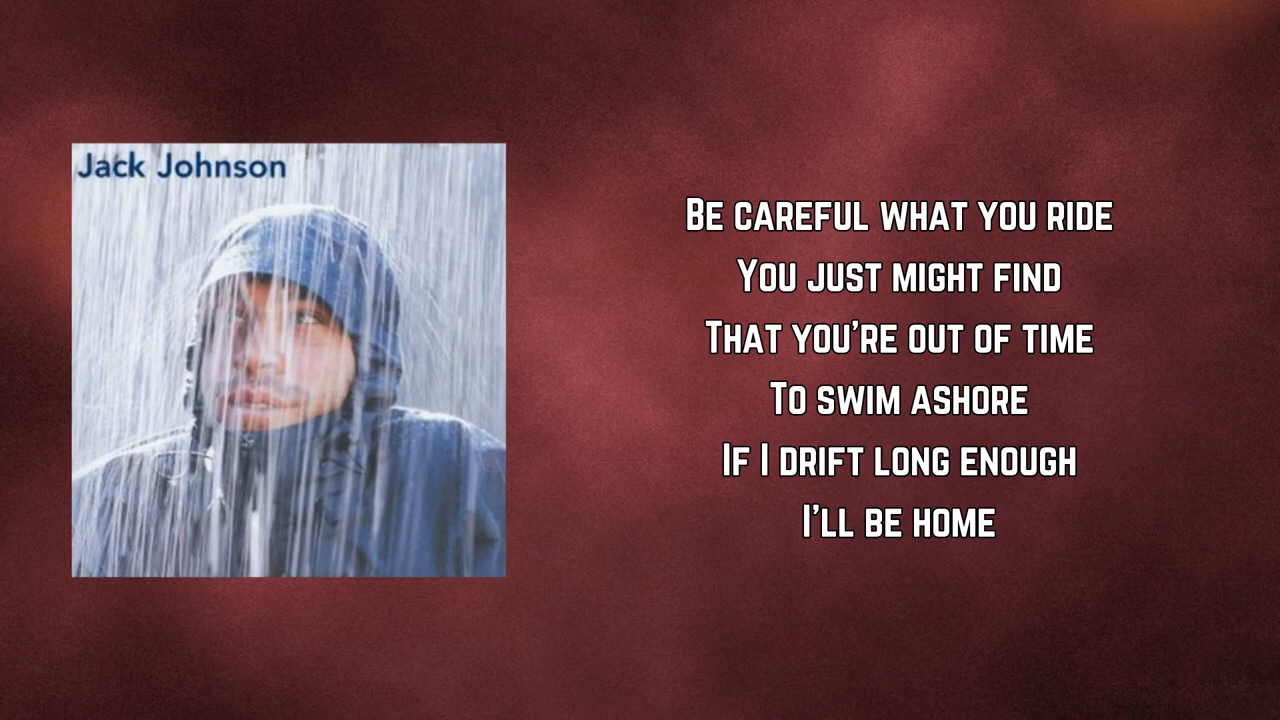 Jack Johnson
Be careful what you ride
You just might find
That you're out of time
To swim ashore
If I drift long enough
I'll be home